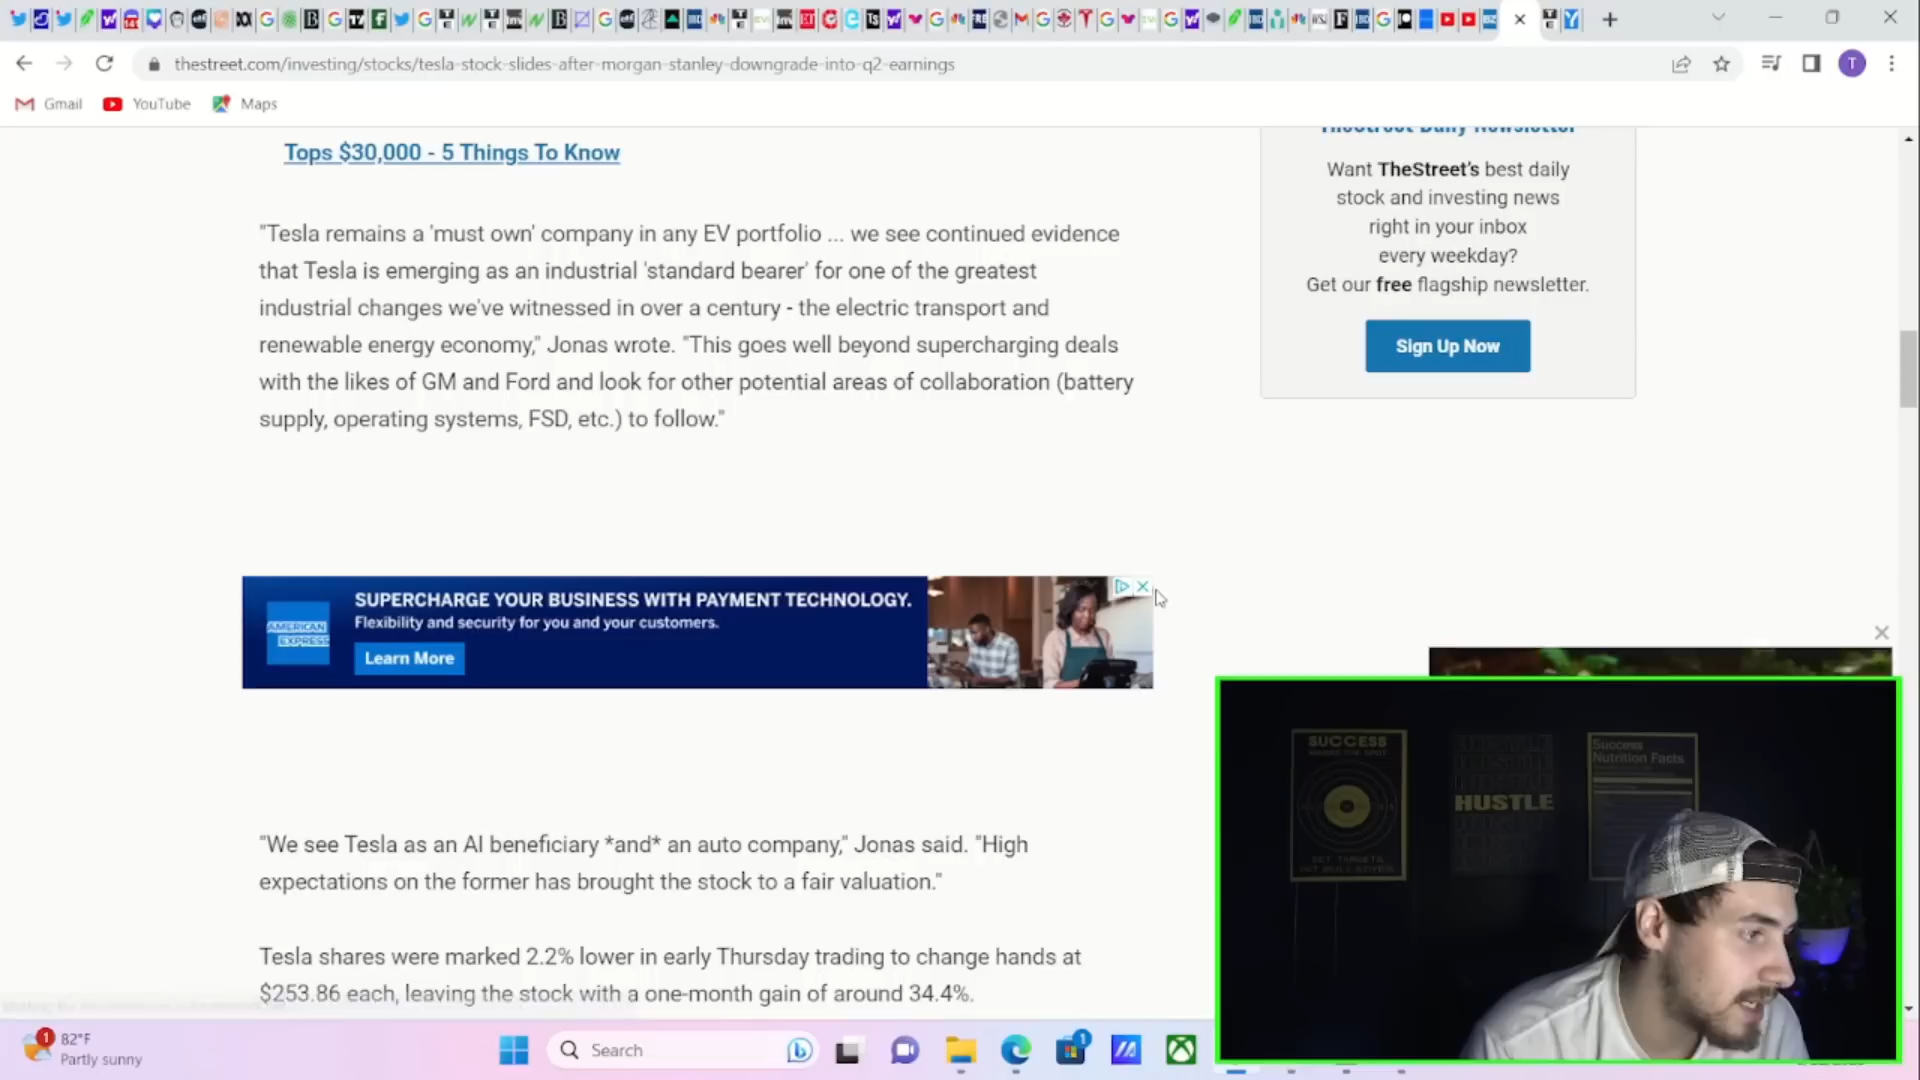 thestreet.com/investing/stocks/tesla-stock-slides-after-morgan-stanley-downgrade-into-q2-earnings
T
Gmail
YouTube
Maps
Tops $30,000 - 5 Things To Know
"Tesla remains a 'must own' company in any EV portfolio ... we see continued evidence
that Tesla is emerging as an industrial 'standard bearer' for one of the greatest
industrial changes we've witnessed in over a century - the electric transport and
renewable energy economy," Jonas wrote. "This goes well beyond supercharging deals
with the likes of GM and Ford and look for other potential areas of collaboration (battery
supply, operating systems, FSD, etc.) to follow."
TheStreet Daily Newsletter
Want TheStreet's best daily
stock and investing news
right in your inbox
every weekday?
Get our free flagship newsletter.
Sign Up Now
AMERICAN
EXPRESS
SUPERCHARGE YOUR BUSINESS WITH PAYMENT TECHNOLOGY.
Flexibility and security for you and your customers.
Learn More
"We see Tesla as an AI beneficiary *and* an auto company," Jonas said. "High
expectations on the former has brought the stock to a fair valuation."
Tesla shares were marked 2.2% lower in early Thursday trading to change hands at
$253.86 each, leaving the stock with a one-month gain of around 34.4%.
SUCCESS
HUSTLE
Success
Nutrition Facts
SET TARGETS
1
82°F
Partly sunny
Search
1